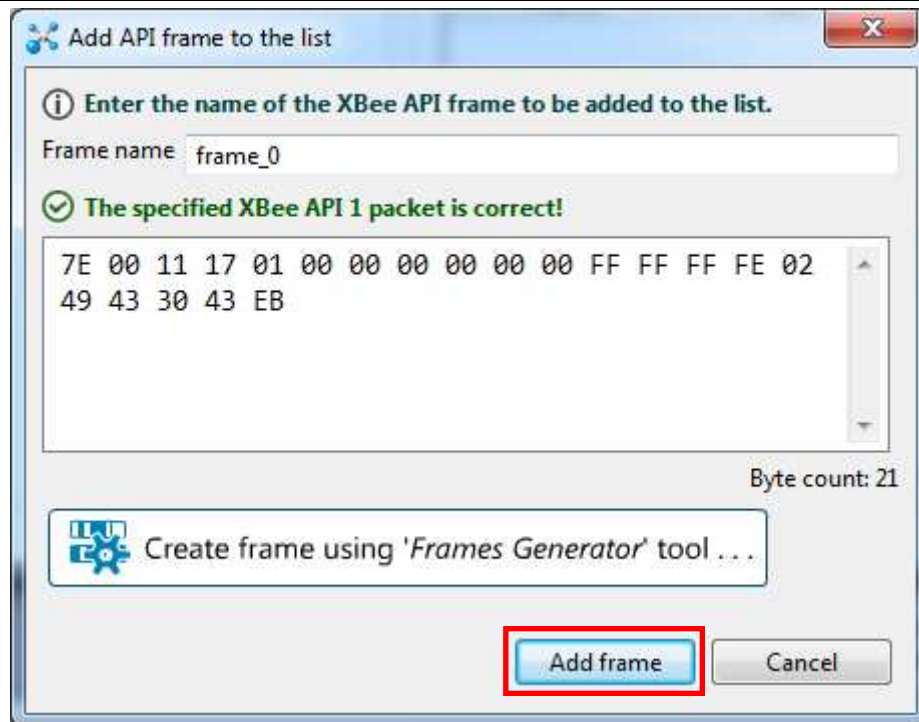 Add API frame to the list
Enter the name of the XBee API frame to be added to the list.
Frame name frame_0
The specified XBee API 1 packet is correct!
7E 00 11 17 01 00 00 00 00 00 00 FF FF FF FE 02
49 43 30 43 EB
Byte count: 21
Create frame using 'Frames Generator' tool . . .
Add frame Cancel